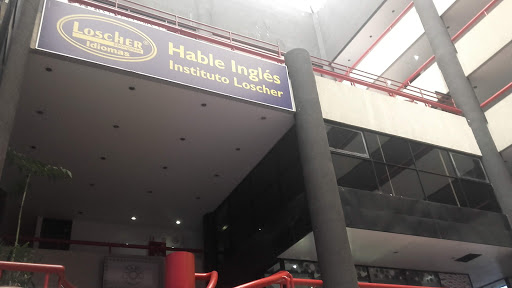 LOSCHER®
Idiomas
Hable Inglés
Instituto Loscher